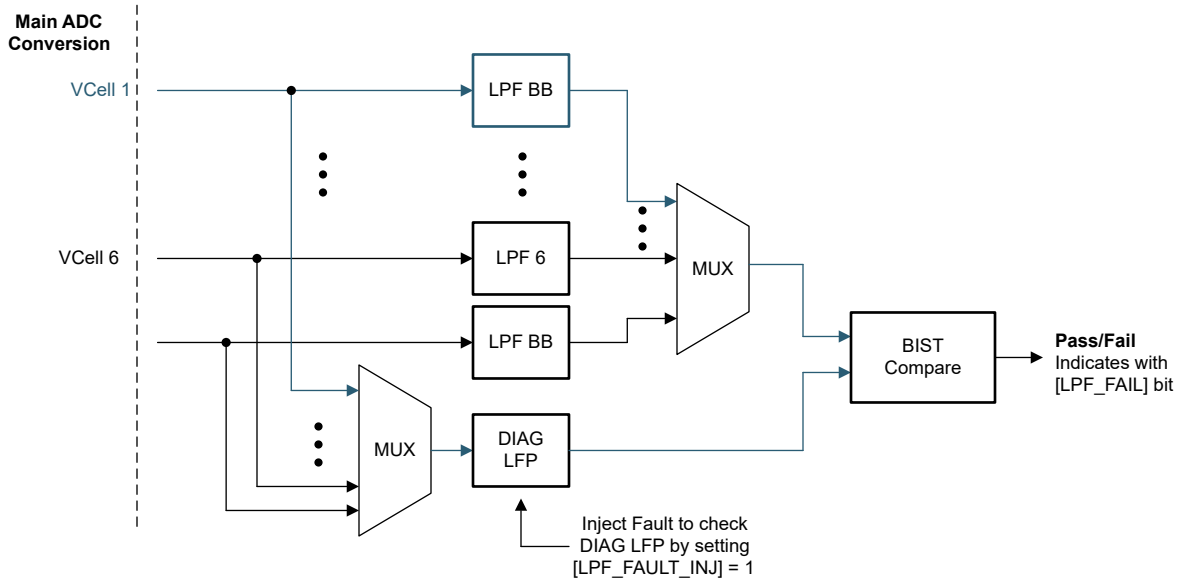 Main ADC
Conversion
VCell 1
LPF BB
VCell 6
LPF 6
MUX
LPF BB
BIST
Compare
Pass/Fail
Indicates with
[LPF_FAIL] bit
MUX
DIAG
LFP
Inject Fault to check
DIAG LFP by setting
[LPF_FAULT_INJ] = 1